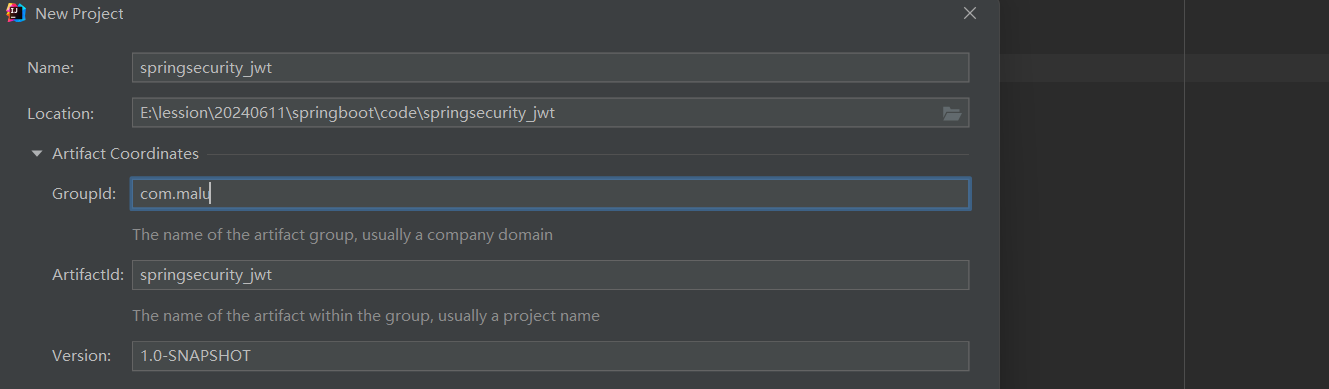 New Project
Name: springsecurity_jwt
Location: E:\lession\20240611\springboot\code\springsecurity_jwt
Artifact Coordinates
GroupId: com.malu
The name of the artifact group, usually a company domain
ArtifactId: springsecurity_jwt
The name of the artifact within the group, usually a project name
Version: 1.0-SNAPSHOT